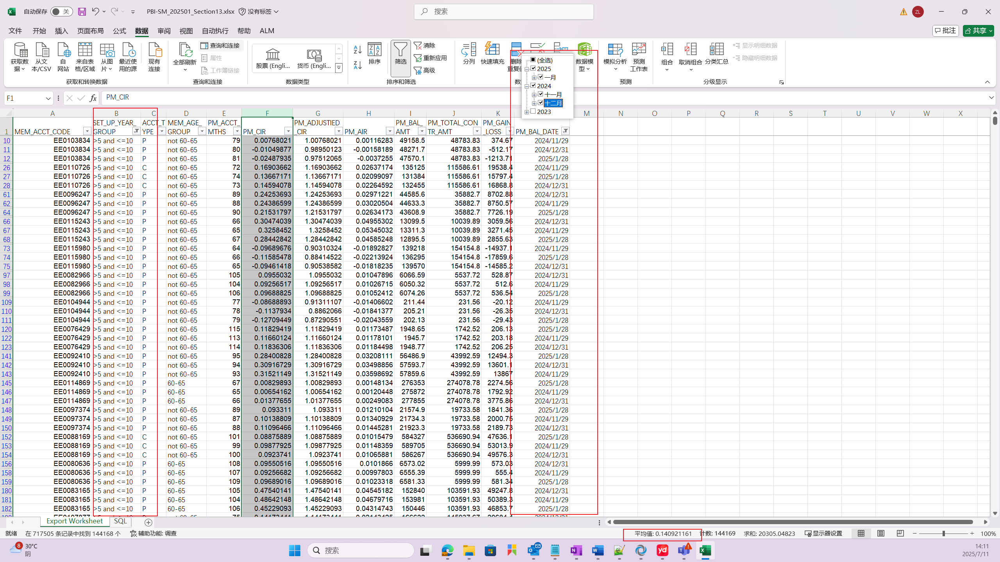 自动保存 关 PBI-SM_202501_Section13.xlsx 没有标签 搜索 ZL
文件 开始 插入 页面布局 公式 数据 审阅 视图 自动执行 帮助 ALM 批注 共享
获取数据 从文本/CSV 自网站 来自表格/区域 从图片 最近使用的源 现有连接
获取和转换数据
全部刷新 查询和连接 属性 工作簿链接
查询和连接
股票 (Engli... 货币 (Engli...
数据类型
排序 筛选 清除 重新应用 高级
排序和筛选
分列 快速填充 删除 重复值 数据模型
模拟分析 预测工作表
预测
组合 取消组合 分类汇总 显示明细数据 隐藏明细数据
分级显示
(全选)
2025
一月
2024
十一月
十二月
2023
F1 fx PM_CIR
A B C D E F G H I J K M N O P Q R S T U V W X
1 MEM_ACCT_CODE SET_UP_YEAR_GROUP ACCT_TYPE MEM_AGE_GROUP PM_ACCT_MTHS PM_CIR PM_ADJUSTIED_CIR PM_AIR PM_BAL_AMT PM_TOTAL_CONTR_AMT PM_GAIN_LOSS PM_BAL_DATE
10 EE0103834 >5 and <=10 P not 60-65 79 0.00768021 1.00768021 0.00116283 49158.5 48783.83 374.67 2024/11/29
11 EE0103834 >5 and <=10 P not 60-65 80 -0.01049877 0.98950123 -0.00158189 48271.7 48783.83 -512.17 2024/12/31
12 EE0103834 >5 and <=10 P not 60-65 81 -0.02487935 0.97512065 -0.0037255 47570.1 48783.83 -1213.71 2025/1/28
26 EE0110726 >5 and <=10 C not 60-65 72 0.16903662 1.16903662 0.02637174 135125 115586.61 19538.4 2024/11/29
27 EE0110726 >5 and <=10 C not 60-65 74 0.13667171 1.13667171 0.02099097 131384 115586.61 15797.4 2025/1/28
28 EE0110726 >5 and <=10 C not 60-65 73 0.14594078 1.14594078 0.02264592 132455 115586.61 16868.8 2024/12/31
61 EE0096247 >5 and <=10 P not 60-65 89 0.24253693 1.24253693 0.02971221 44585.6 35882.7 8702.88 2024/12/31
62 EE0096247 >5 and <=10 P not 60-65 88 0.24386599 1.24386599 0.03020504 44633.3 35882.7 8750.57 2024/11/29
64 EE0096247 >5 and <=10 P not 60-65 90 0.21531797 1.21531797 0.02634173 43608.9 35882.7 7726.19 2025/1/28
66 EE0115243 >5 and <=10 P not 60-65 66 0.30474039 1.30474039 0.04955302 13099.5 10039.89 3059.56 2024/12/31
67 EE0115243 >5 and <=10 P not 60-65 65 0.3258452 1.3258452 0.05345032 13311.3 10039.89 3271.45 2024/11/29
68 EE0115243 >5 and <=10 P not 60-65 67 0.28442842 1.28442842 0.04585248 12895.5 10039.89 2855.63 2025/1/28
73 EE0115980 >5 and <=10 P not 60-65 64 -0.09689676 0.90310324 -0.01892827 139218 154154.8 -14937.1 2024/11/29
74 EE0115980 >5 and <=10 P not 60-65 66 -0.11585478 0.88414522 -0.02213924 136295 154154.8 -17859.6 2025/1/28
75 EE0115980 >5 and <=10 P not 60-65 65 -0.09461418 0.90538582 -0.01818235 139570 154154.8 -14585.2 2024/12/31
97 EE0082966 >5 and <=10 P not 60-65 105 0.0955032 1.0955032 0.01047896 6066.59 5537.72 528.87 2024/12/31
98 EE0082966 >5 and <=10 P not 60-65 104 0.09256517 1.09256517 0.01026715 6050.32 5537.72 512.6 2024/11/29
99 EE0082966 >5 and <=10 P not 60-65 106 0.09688825 1.09688825 0.01052412 6074.26 5537.72 536.54 2025/1/28
109 EE0104944 >5 and <=10 P not 60-65 77 -0.08688893 0.91311107 -0.01406602 211.44 231.56 -20.12 2024/11/29
110 EE0104944 >5 and <=10 P not 60-65 78 -0.1137934 0.8862066 -0.01841377 205.21 231.56 -26.35 2024/12/31
111 EE0104944 >5 and <=10 P not 60-65 79 -0.12709449 0.87290551 -0.02043559 202.13 231.56 -29.43 2025/1/28
120 EE0076429 >5 and <=10 P not 60-65 115 0.11829419 1.11829419 0.01173487 1948.65 1742.52 206.13 2025/1/28
122 EE0076429 >5 and <=10 P not 60-65 113 0.11660124 1.11660124 0.01178101 1945.7 1742.52 203.18 2024/11/29
123 EE0076429 >5 and <=10 P not 60-65 114 0.11836306 1.11836306 0.01184498 1948.77 1742.52 206.25 2024/12/31
141 EE0092410 >5 and <=10 P not 60-65 95 0.28400828 1.28400828 0.03208111 56486.9 43992.59 12494.3 2025/1/28
142 EE0092410 >5 and <=10 P not 60-65 94 0.30916729 1.30916729 0.03498856 57593.7 43992.59 13601.1 2024/12/31
143 EE0092410 >5 and <=10 P not 60-65 93 0.31521149 1.31521149 0.03598692 57859.6 43992.59 13867 2024/11/29
145 EE0114869 >5 and <=10 P 60-65 67 0.00829893 1.00829893 0.00148134 276353 274078.78 2274.56 2025/1/28
146 EE0114869 >5 and <=10 P 60-65 65 0.00654162 1.00654162 0.00120448 275872 274078.78 1792.92 2024/11/29
147 EE0114869 >5 and <=10 P 60-65 66 0.01377655 1.01377655 0.00249083 277855 274078.78 3775.86 2024/12/31
148 EE0097374 >5 and <=10 P not 60-65 89 0.093311 1.093311 0.01210104 21574.9 19733.58 1841.36 2025/1/28
149 EE0097374 >5 and <=10 P not 60-65 87 0.10138809 1.10138809 0.01340929 21734.3 19733.58 2000.75 2024/11/29
150 EE0097374 >5 and <=10 P not 60-65 88 0.11096466 1.11096466 0.01445281 21923.3 19733.58 2189.73 2024/12/31
152 EE0088169 >5 and <=10 C not 60-65 101 0.08875889 1.08875889 0.01015479 584327 536690.94 47636.1 2025/1/28
153 EE0088169 >5 and <=10 C not 60-65 99 0.09877925 1.09877925 0.01148359 589705 536690.94 53013.9 2024/11/29
154 EE0088169 >5 and <=10 C not 60-65 100 0.0923741 1.0923741 0.01065881 586267 536690.94 49576.3 2024/12/31
156 EE0080636 >5 and <=10 P 60-65 108 0.09550516 1.09550516 0.0101866 6573.02 5999.99 573.03 2024/12/31
158 EE0080636 >5 and <=10 P 60-65 107 0.09256682 1.09256682 0.00997803 6555.39 5999.99 555.4 2024/11/29
159 EE0080636 >5 and <=10 P 60-65 109 0.09689016 1.09689016 0.01023318 6581.33 5999.99 581.34 2025/1/28
180 EE0083165 >5 and <=10 P 60-65 105 0.47540141 1.47540141 0.04545182 152840 103591.93 49247.8 2024/12/31
181 EE0083165 >5 and <=10 P 60-65 104 0.48642148 1.48642148 0.04679716 153981 103591.93 50389.3 2024/11/29
182 EE0083165 >5 and <=10 P 60-65 106 0.45229093 1.45229093 0.04314743 150446 103591.93 46853.7 2025/1/28
Export Worksheet SQL
就绪 在 717505 条记录中找到 144168 个 辅助功能: 调查 平均值: 0.140921161 计数: 144169 求和: 20305.04823 显示器设置 100%
8 30°C
阴
搜索
yd
14:11
2025/7/11